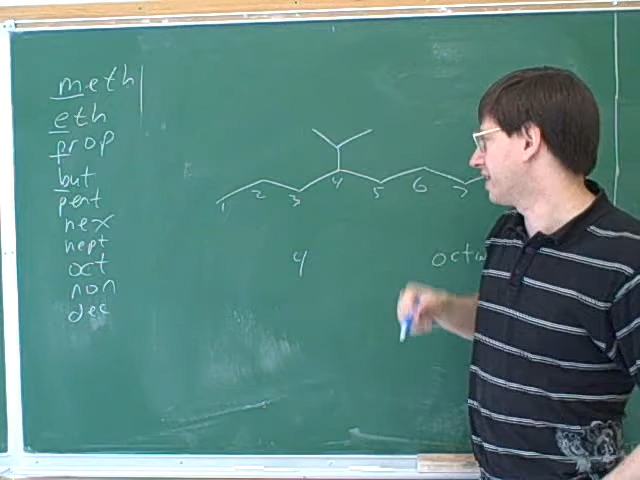 meth
eth
prop
but
pent
hex
hept
oct
non
dec
1 2 3 4 5 6 7
4
octa